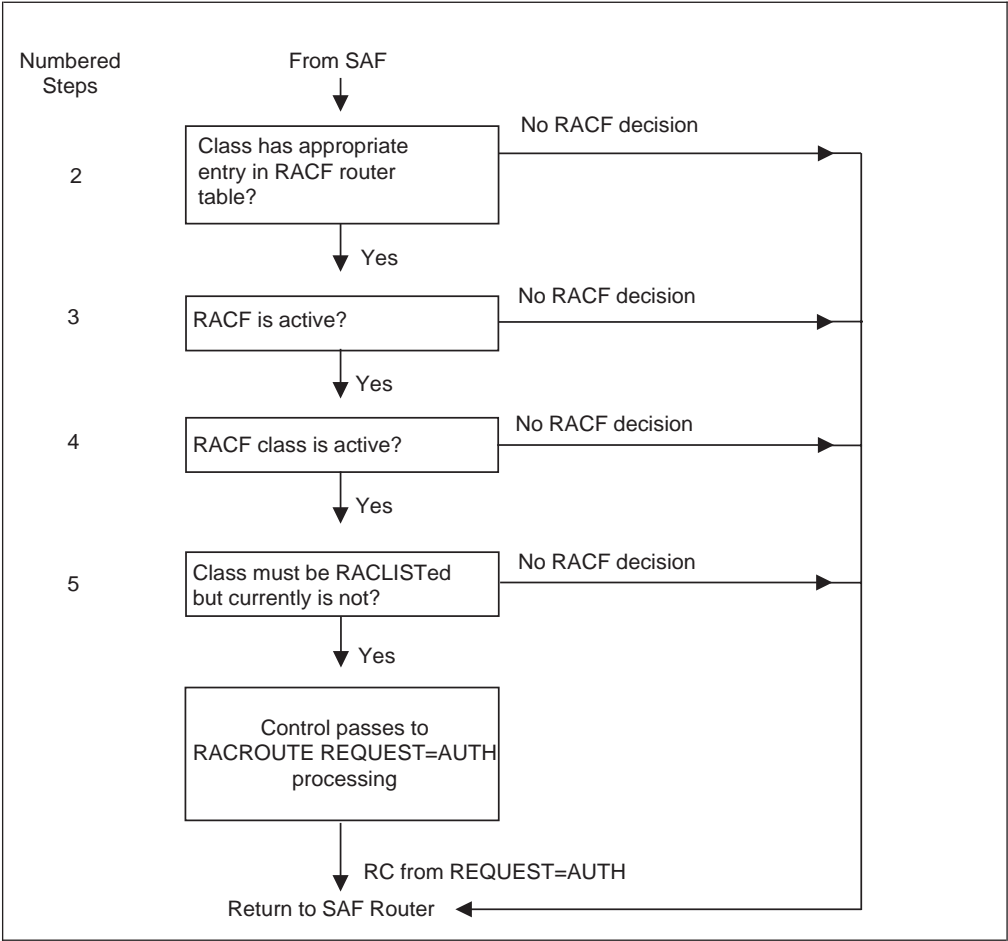 Numbered
Steps
From SAF
No RACF decision
2
Class has appropriate
entry in RACF router
table?
Yes
No RACF decision
3
RACF is active?
Yes
No RACF decision
4
RACF class is active?
Yes
No RACF decision
5
Class must be RACLISTed
but currently is not?
Yes
Control passes to
RACROUTE REQUEST=AUTH
processing
RC from REQUEST=AUTH
Return to SAF Router